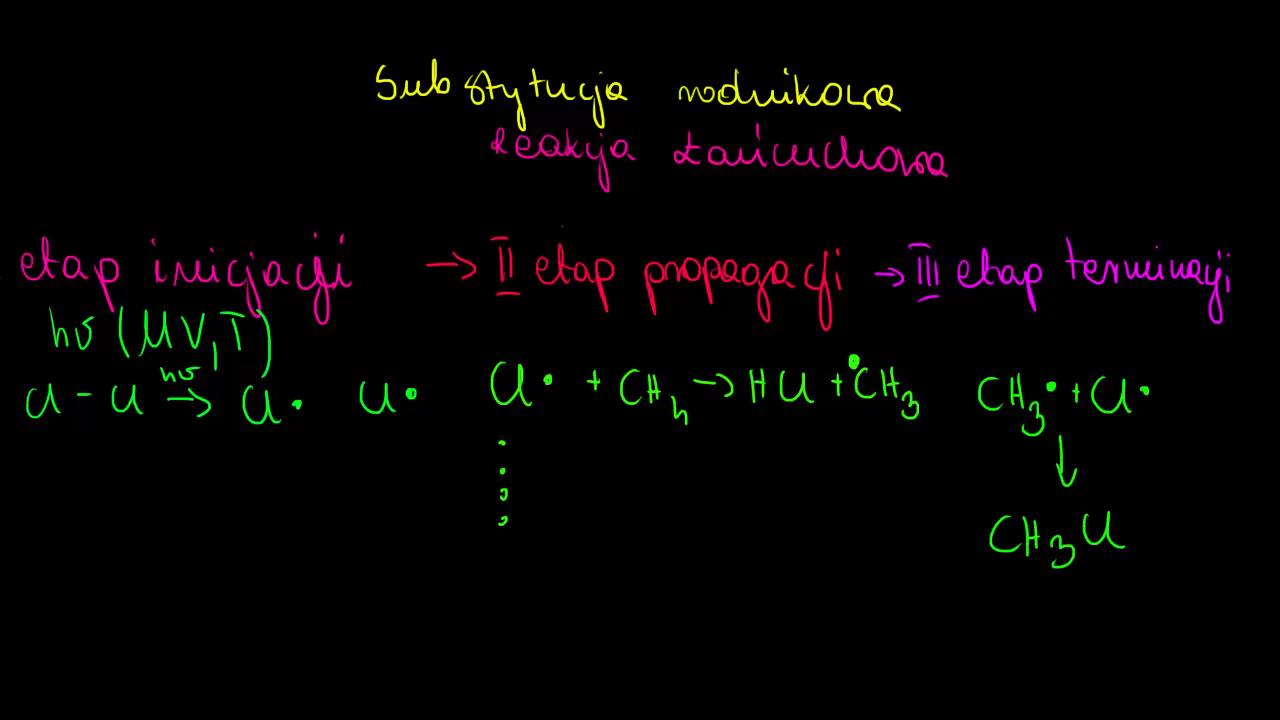 Substytucja rodnikowa
Reakcja łańcuchowa
etap inicjacji → II etap propagacji → III etap terminacji
hν (UV, T)
Cl - Cl hν → Cl• Cl•
Cl• + CH4 → HCl + •CH3
CH3• + Cl•
↓
CH3Cl